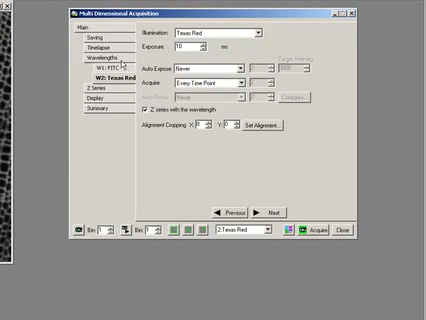 Multi Dimensional Acquisition
Main
Saving
Timelapse
Wavelengths
W1: FITC
W2: Texas Red
Z Series
Display
Summary
Illumination: Texas Red
Exposure: 10 ms
Target Intensity
Auto Expose: Never
Acquire: Every Time Point
Auto Focus: Never Configure...
Z series with the wavelength
Alignment Cropping X: 0 Y: 0 Set Alignment...
Previous Next
Bin: 1 Bin: 1 2:Texas Red Acquire Close